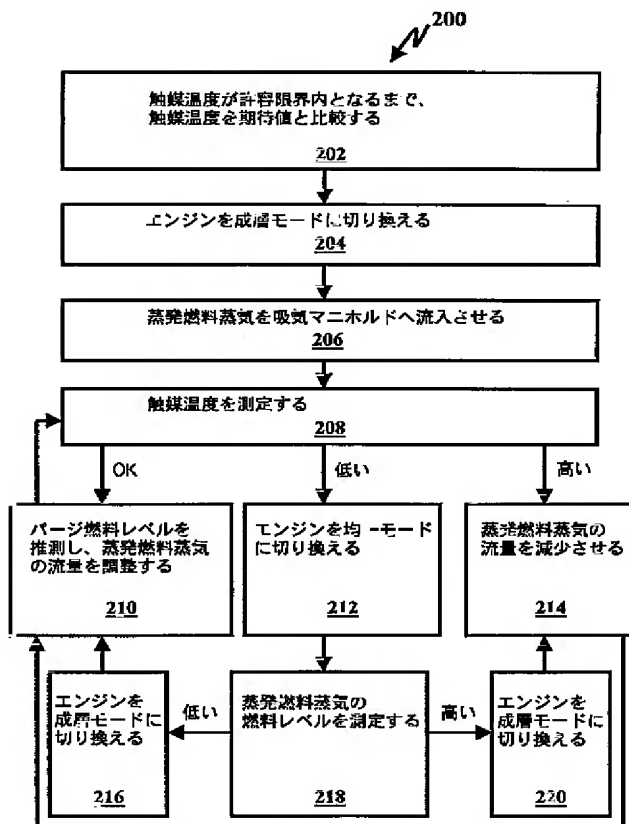 200
触媒温度が許容限界内となるまで、
触媒温度を期待値と比較する
202
エンジンを成層モードに切り換える
204
蒸発燃料蒸気を吸気マニホルドへ流入させる
206
触媒温度を測定する
208
OK
低い
高い
パージ燃料レベルを
推測し、蒸発燃料蒸気
の流量を調整する
210
エンジンを均一モード
に切り換える
212
蒸発燃料蒸気の
流量を減少させる
214
エンジンを
成層モードに
切り換える
216
低い
蒸発燃料蒸気の
燃料レベルを測定する
218
高い
エンジンを
成層モードに
切り換える
220